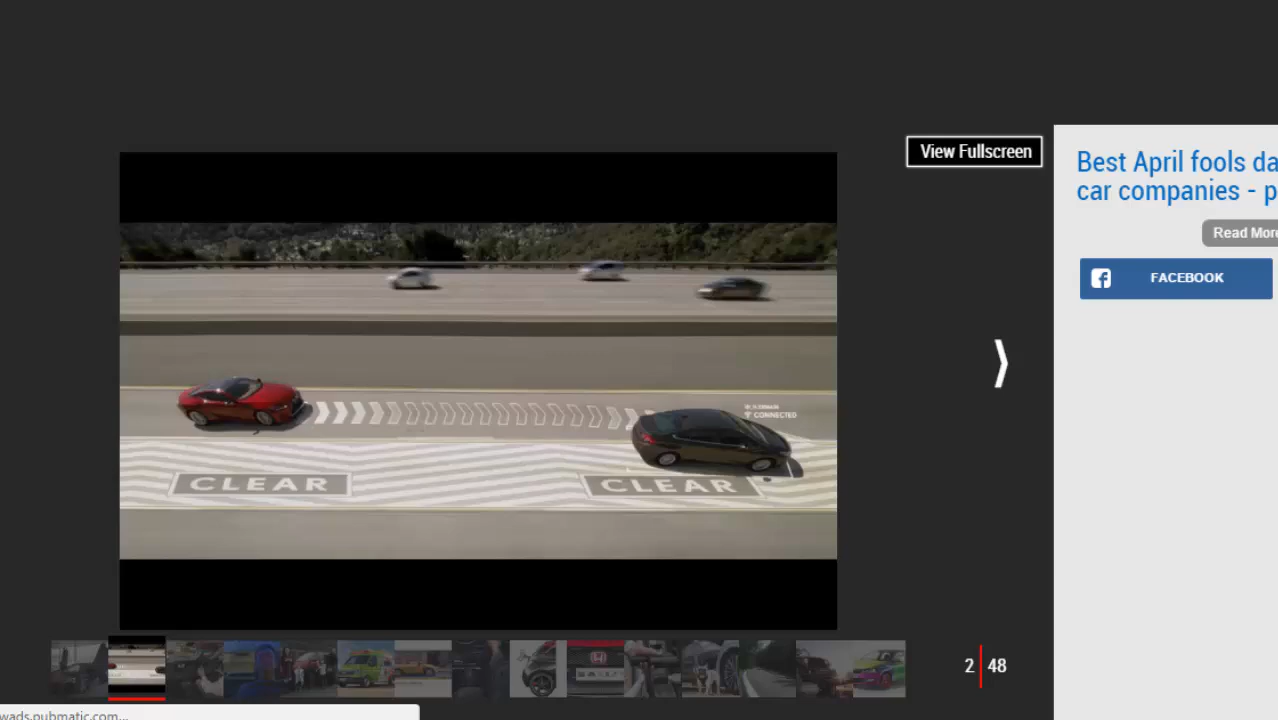 View Fullscreen
Best April fools da
car companies - p
Read More
FACEBOOK
CONNECTED
CLEAR
CLEAR
2 48
wads.pubmatic.com...